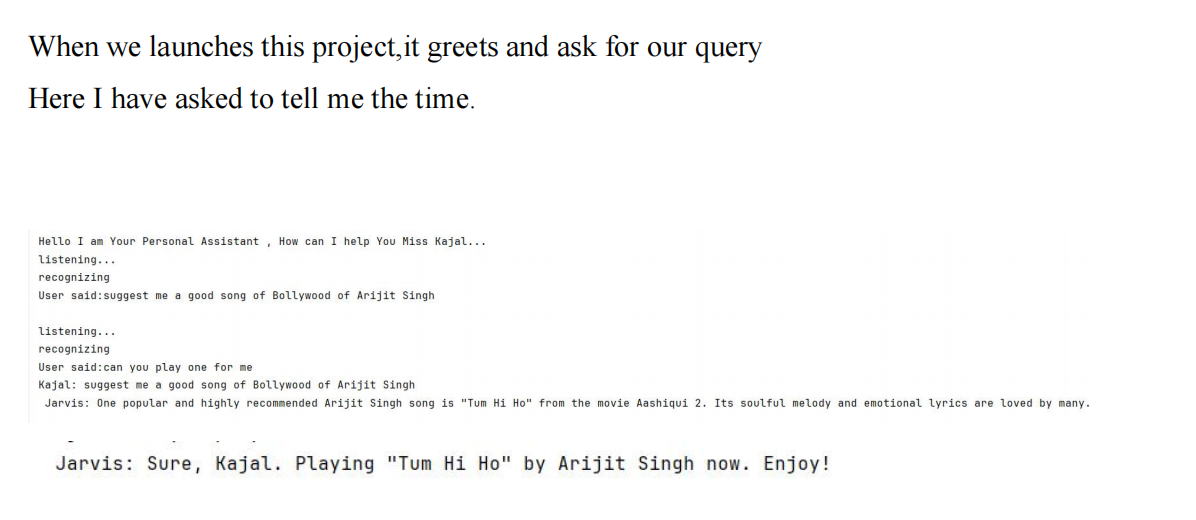 When we launches this project,it greets and ask for our query
Here I have asked to tell me the time.
Hello I am Your Personal Assistant , How can I help You Miss Kajal...
listening...
recognizing
User said:suggest me a good song of Bollywood of Arijit Singh
listening...
recognizing
User said:can you play one for me
Kajal: suggest me a good song of Bollywood of Arijit Singh
Jarvis: One popular and highly recommended Arijit Singh song is "Tum Hi Ho" from the movie Aashiqui 2. Its soulful melody and emotional lyrics are loved by many.
Jarvis: Sure, Kajal. Playing "Tum Hi Ho" by Arijit Singh now. Enjoy!